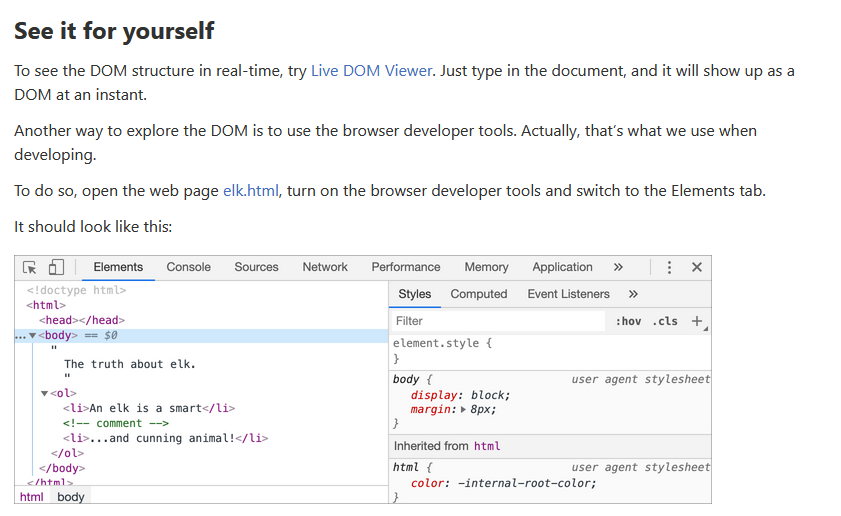 See it for yourself
To see the DOM structure in real-time, try Live DOM Viewer. Just type in the document, and it will show up as a
DOM at an instant.
Another way to explore the DOM is to use the browser developer tools. Actually, that’s what we use when
developing.
To do so, open the web page elk.html, turn on the browser developer tools and switch to the Elements tab.
It should look like this:
Elements Console Sources Network Performance Memory Application »
<!doctype html>
<html>
<head></head>
...▼<body> == $0
"
The truth about elk.
"
▼<ol>
<li>An elk is a smart</li>
<!-- comment -->
<li>...and cunning animal!</li>
</ol>
</body>
</html>
html body
Styles Computed Event Listeners »
Filter :hov .cls +
element.style {
}
body { user agent stylesheet
display: block;
margin:▶ 8px;
}
Inherited from html
html { user agent stylesheet
color: -internal-root-color;
}